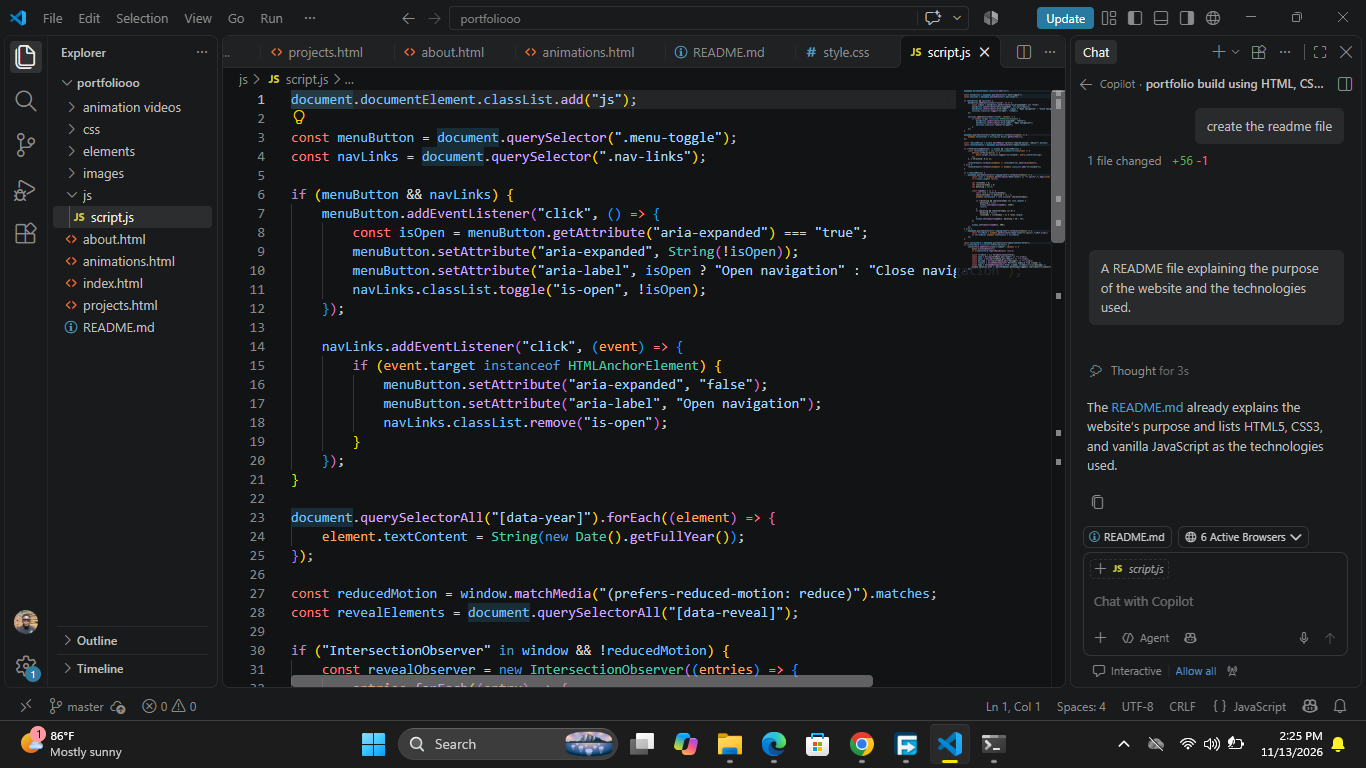 File Edit Selection View Go Run ···
portfoliooo
Update
Explorer ···
portfoliooo
animation videos
css
elements
images
js
JS script.js
about.html
animations.html
index.html
projects.html
README.md
Outline
Timeline
1
... projects.html about.html animations.html README.md # style.css JS script.js
js > JS script.js > ...
1 document.documentElement.classList.add("js");
2
3 const menuButton = document.querySelector(".menu-toggle");
4 const navLinks = document.querySelector(".nav-links");
5
6 if (menuButton && navLinks) {
7 menuButton.addEventListener("click", () => {
8 const isOpen = menuButton.getAttribute("aria-expanded") === "true";
9 menuButton.setAttribute("aria-expanded", String(!isOpen));
10 menuButton.setAttribute("aria-label", isOpen ? "Open navigation" : "Close navigation");
11 navLinks.classList.toggle("is-open", !isOpen);
12 });
13
14 navLinks.addEventListener("click", (event) => {
15 if (event.target instanceof HTMLAnchorElement) {
16 menuButton.setAttribute("aria-expanded", "false");
17 menuButton.setAttribute("aria-label", "Open navigation");
18 navLinks.classList.remove("is-open");
19 }
20 });
21 }
22
23 document.querySelectorAll("[data-year]").forEach((element) => {
24 element.textContent = String(new Date().getFullYear());
25 });
26
27 const reducedMotion = window.matchMedia("(prefers-reduced-motion: reduce)").matches;
28 const revealElements = document.querySelectorAll("[data-reveal]");
29
30 if ("IntersectionObserver" in window && !reducedMotion) {
31 const revealObserver = new IntersectionObserver((entries) => {
Chat
Copilot · portfolio build using HTML, CS...
create the readme file
1 file changed +56 -1
A README file explaining the purpose
of the website and the technologies
used.
Thought for 3s
The README.md already explains the
website's purpose and lists HTML5, CSS3,
and vanilla JavaScript as the technologies
used.
README.md 6 Active Browsers
JS script.js
Chat with Copilot
Agent
Interactive Allow all
master 0 0 Ln 1, Col 1 Spaces: 4 UTF-8 CRLF { } JavaScript
1 86°F
Mostly sunny
Search
2:25 PM
11/13/2026